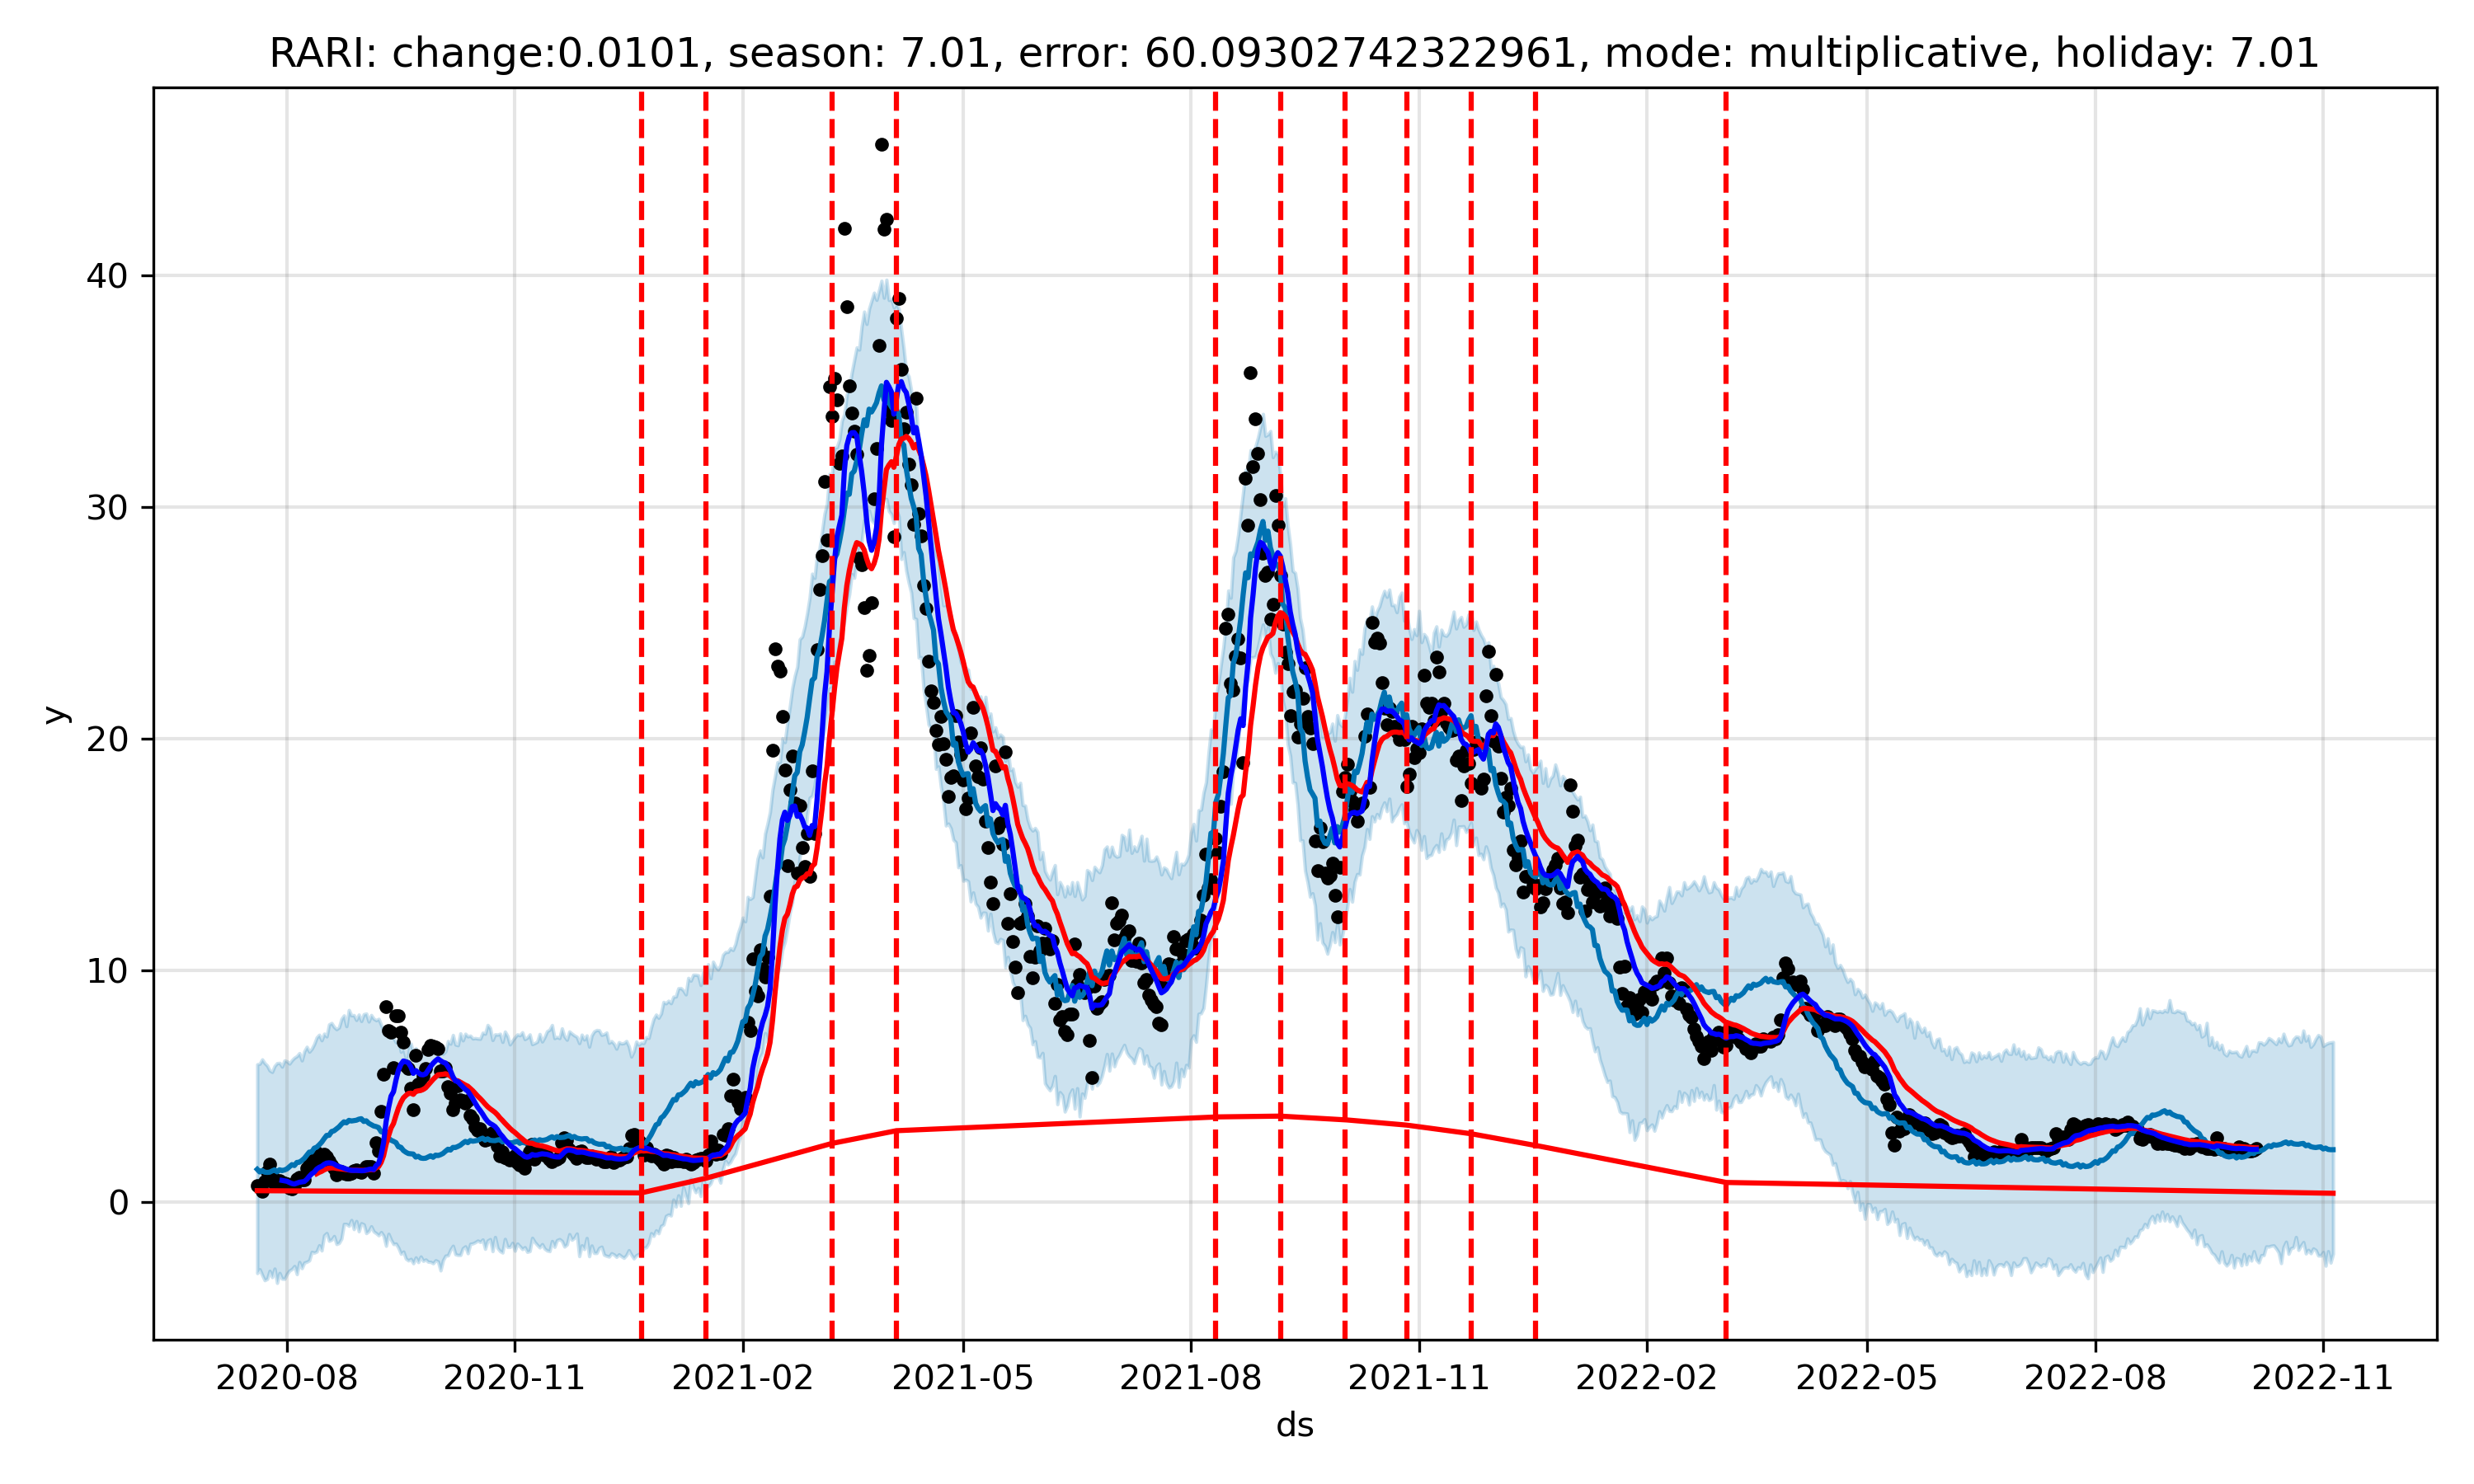 RARI: change:0.0101, season: 7.01, error: 60.09302742322961, mode: multiplicative, holiday: 7.01
40
30
20
10
0
y
2020-08 2020-11 2021-02 2021-05 2021-08 2021-11 2022-02 2022-05 2022-08 2022-11
ds